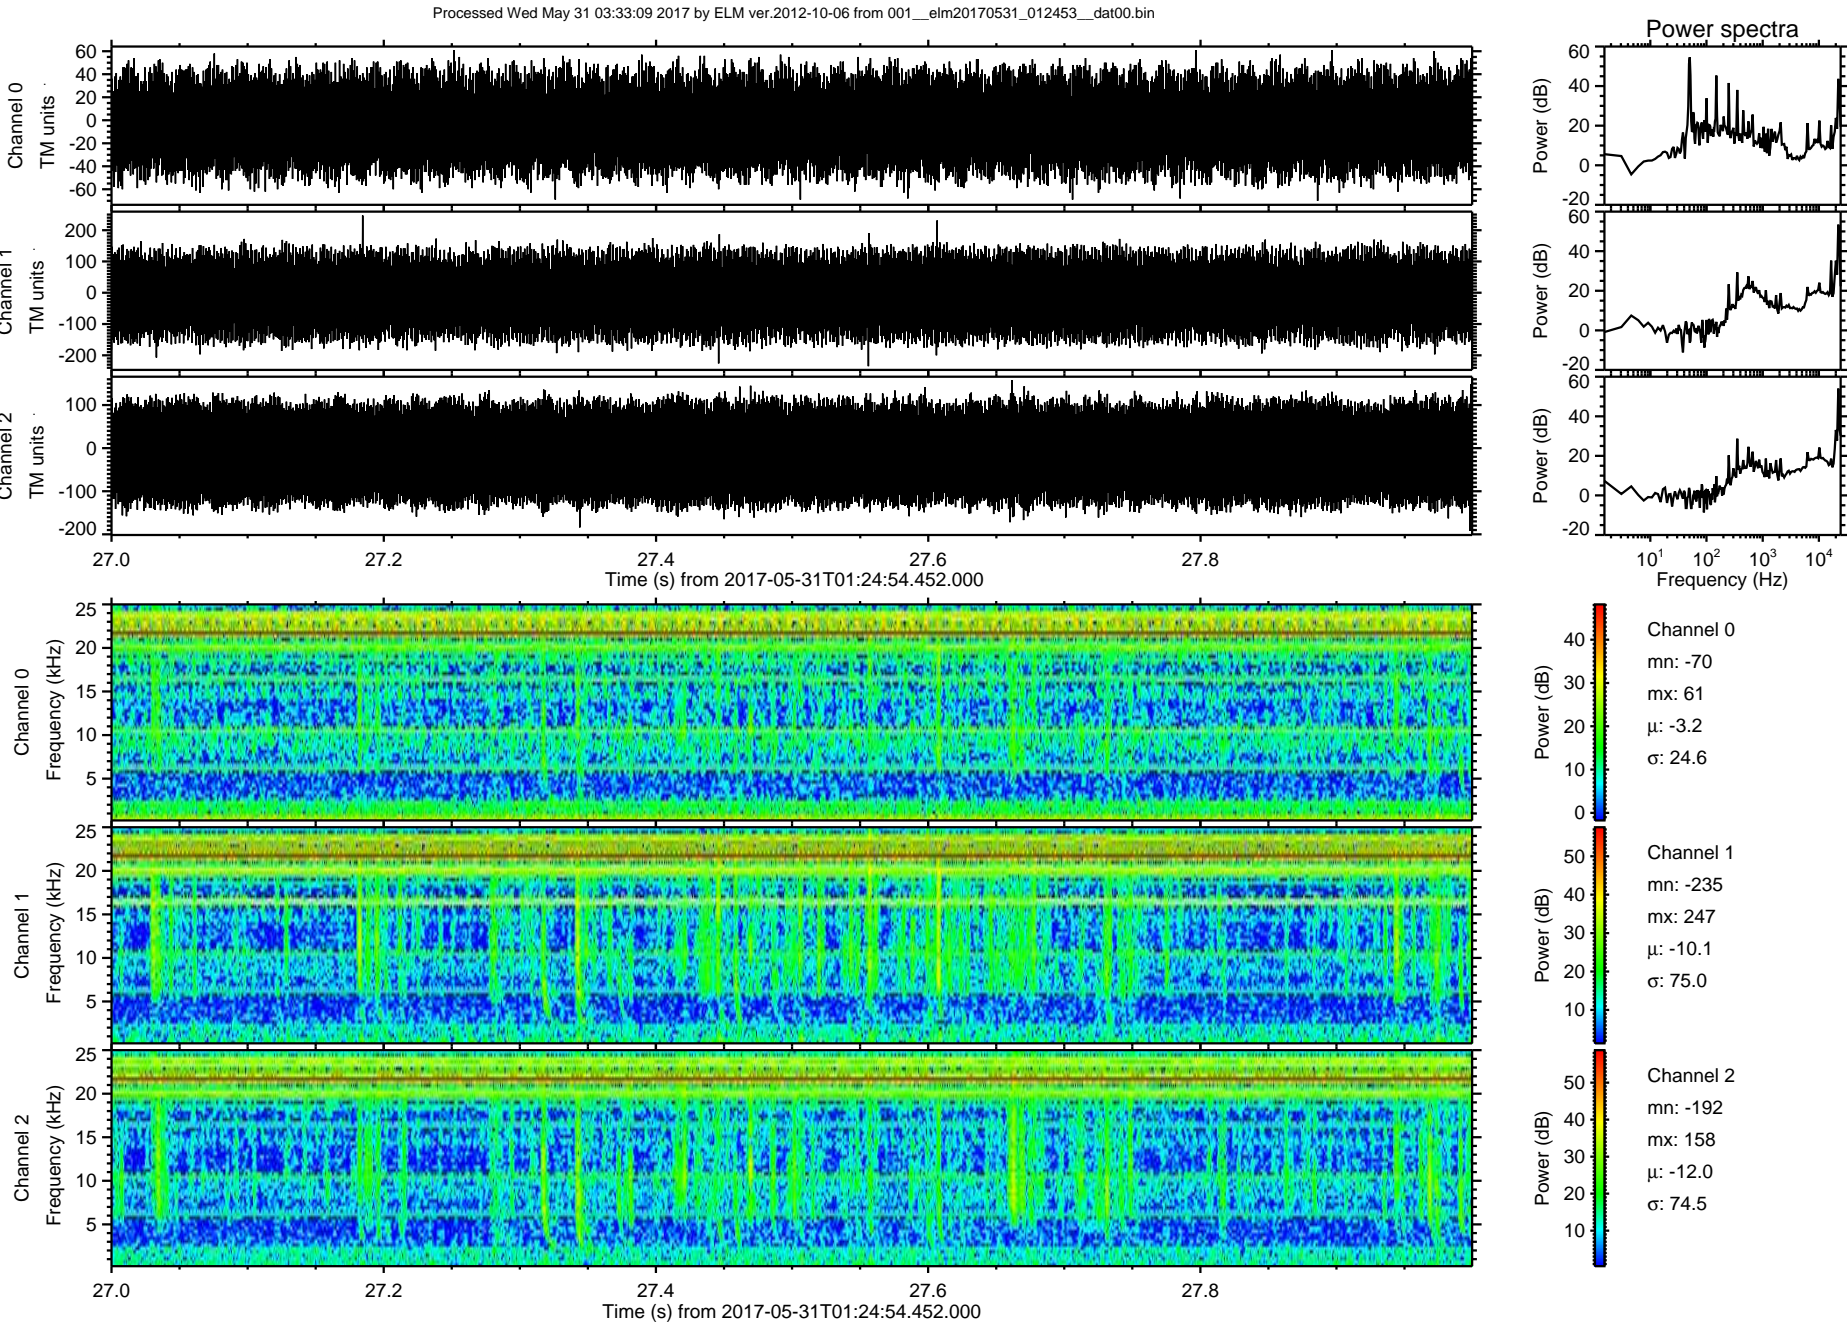 Processed Wed May 31 03:33:09 2017 by ELM ver.2012-10-06 from 001__elm20170531_012453__dat00.bin
Power spectra
Channel 0
TM units
60
40
20
0
-20
-40
-60
Power (dB)
60
40
20
0
-20
Channel 1
TM units
200
100
0
-100
-200
Power (dB)
60
40
20
0
-20
Channel 2
TM units
100
0
-100
-200
Power (dB)
60
40
20
0
-20
27.0 27.2 27.4 27.6 27.8
Time (s) from 2017-05-31T01:24:54.452.000
10^1 10^2 10^3 10^4
Frequency (Hz)
Channel 0
Frequency (kHz)
25
20
15
10
5
Power (dB)
40
30
20
10
0
Channel 0
mn: -70
mx: 61
μ: -3.2
σ: 24.6
Channel 1
Frequency (kHz)
25
20
15
10
5
Power (dB)
50
40
30
20
10
Channel 1
mn: -235
mx: 247
μ: -10.1
σ: 75.0
Channel 2
Frequency (kHz)
25
20
15
10
5
Power (dB)
50
40
30
20
10
Channel 2
mn: -192
mx: 158
μ: -12.0
σ: 74.5
27.0 27.2 27.4 27.6 27.8
Time (s) from 2017-05-31T01:24:54.452.000